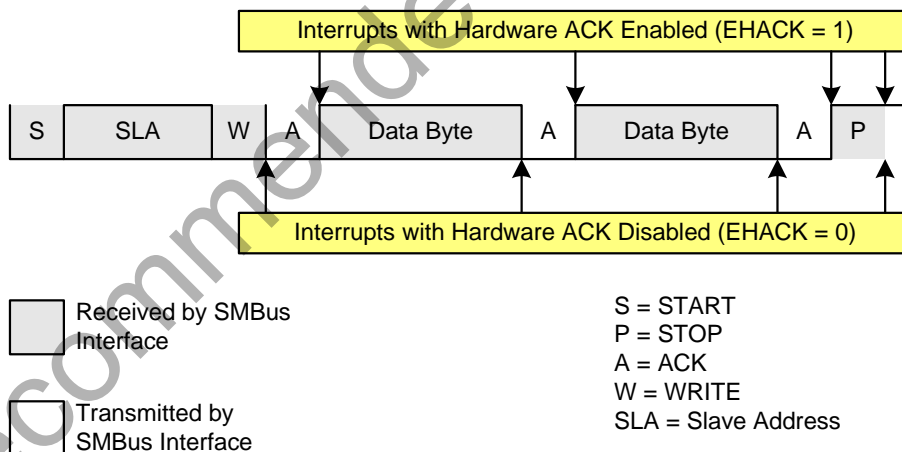 Interrupts with Hardware ACK Enabled (EHACK = 1)
S SLA W A Data Byte A Data Byte A P
Interrupts with Hardware ACK Disabled (EHACK = 0)
Received by SMBus
Interface
Transmitted by
SMBus Interface
S = START
P = STOP
A = ACK
W = WRITE
SLA = Slave Address